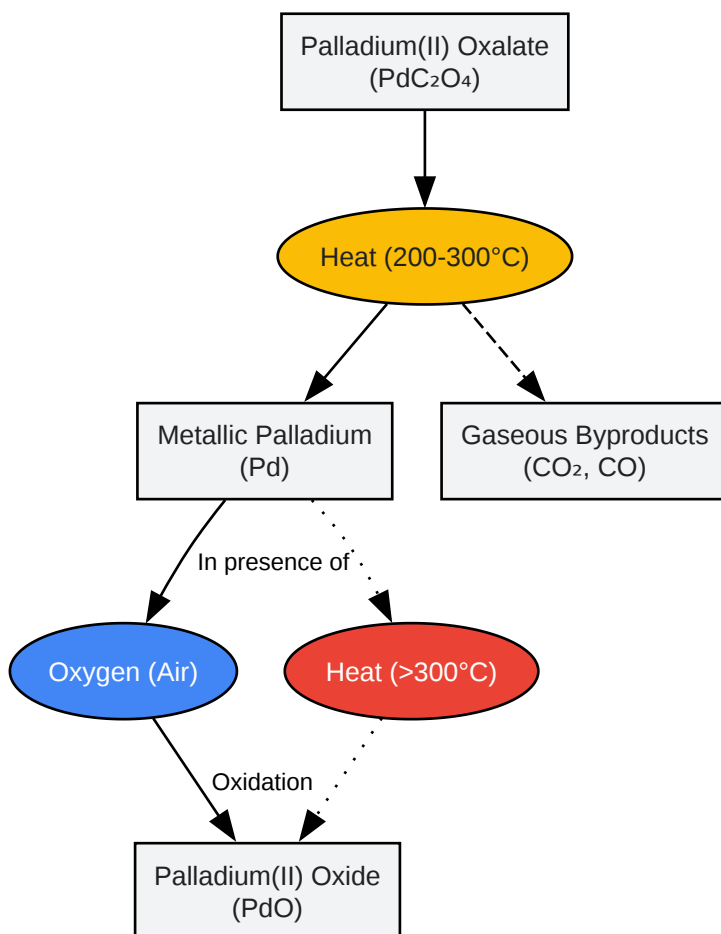 Palladium(II) Oxalate
(PdC₂O₄)
Heat (200-300°C)
Metallic Palladium
(Pd)
Gaseous Byproducts
(CO₂, CO)
In presence of
Oxygen (Air)
Heat (>300°C)
Oxidation
Palladium(II) Oxide
(PdO)